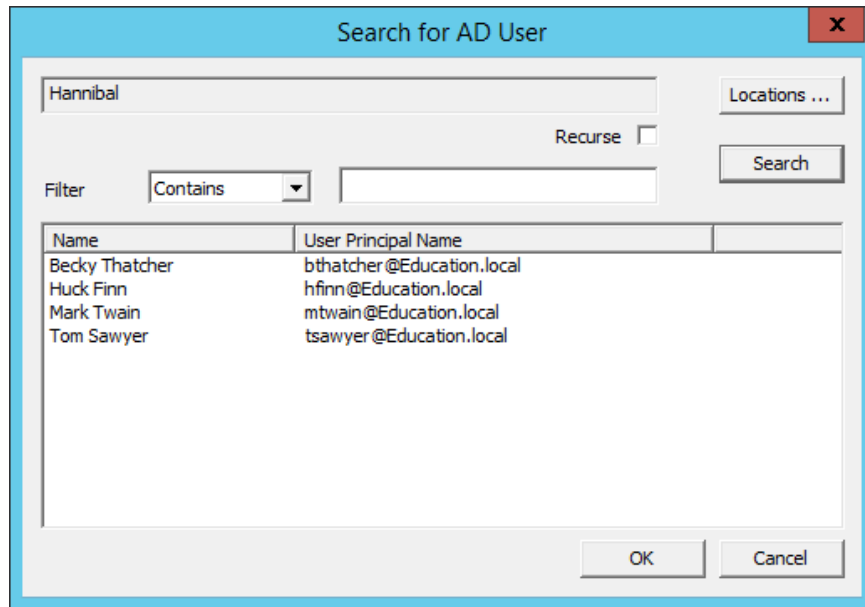 Search for AD User
x
Hannibal
Locations ...
Recurse
Search
Filter Contains
Name User Principal Name
Becky Thatcher bthatcher@Education.local
Huck Finn hfinn@Education.local
Mark Twain mtwain@Education.local
Tom Sawyer tsawyer@Education.local
OK Cancel